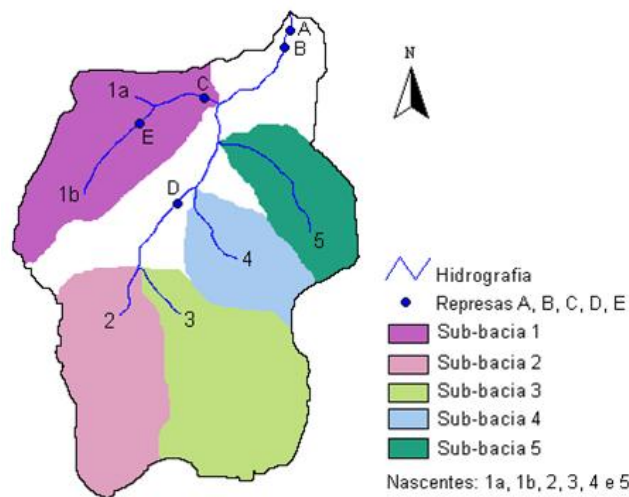 A
B
N
1a
C
E
1b
D
5
4
2
3
Hidrografia
Represas A, B, C, D, E
Sub-bacia 1
Sub-bacia 2
Sub-bacia 3
Sub-bacia 4
Sub-bacia 5
Nascentes: 1a, 1b, 2, 3, 4 e 5